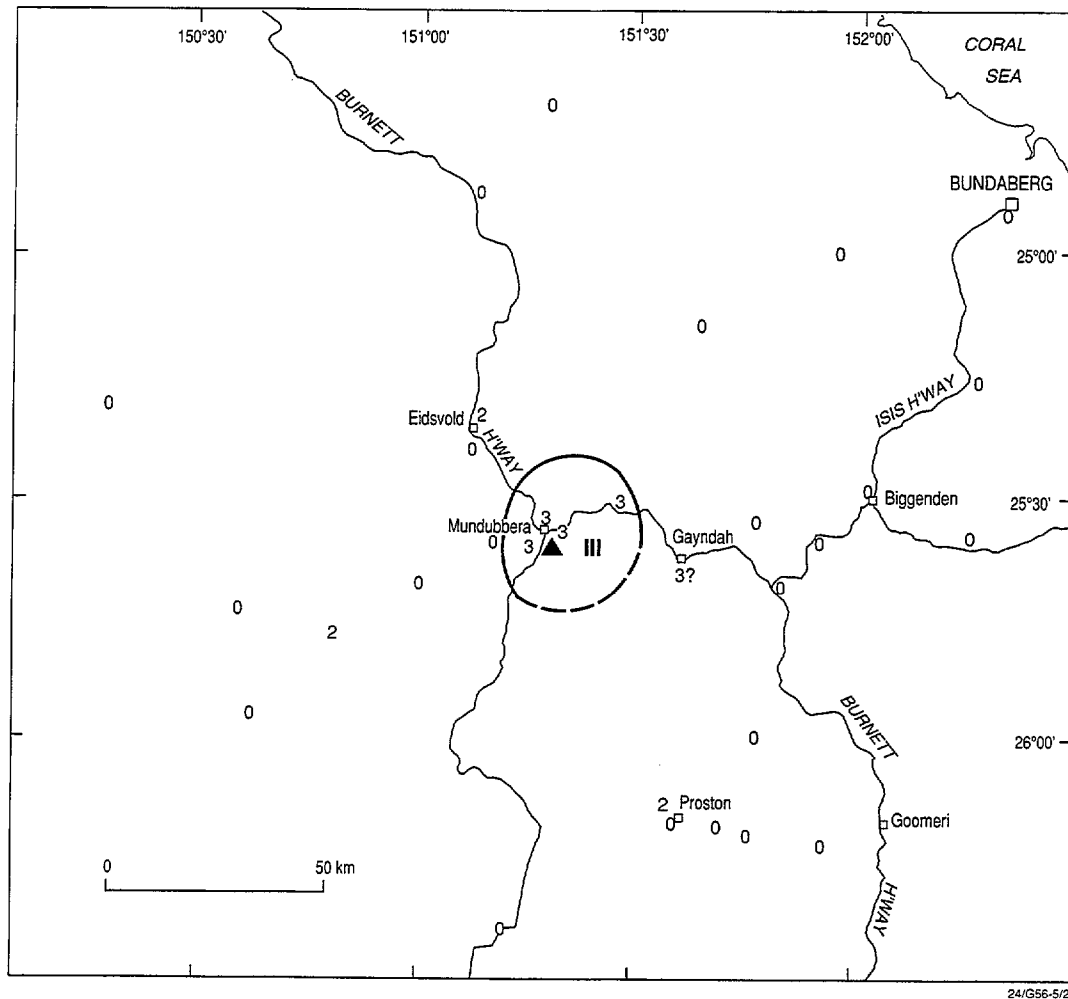 150°30' 151°00' 151°30' 152°00'
CORAL
SEA
BURNETT
0
0
BUNDABERG
0
0
25°00'
0
0
ISIS H'WAY
0
2
Eidsvold
0
H'WAY
0
Biggenden
25°30'
3
3
Mundubbera
3
0
3
III
0
Gayndah
3?
0
0
0
0
0
2
0
BURNETT
0
26°00'
2
Proston
0
0
0
0
Goomeri
0 50 km
H'WAY
0
24/G56-5/2